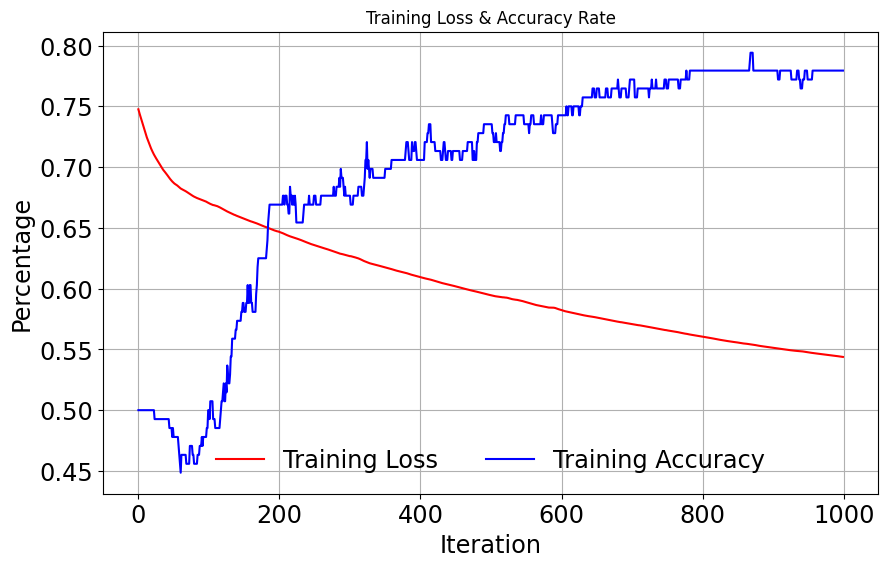 Training Loss & Accuracy Rate
0.80
0.75
0.70
0.65
0.60
0.55
0.50
0.45
Percentage
Training Loss
Training Accuracy
0
200
400
600
800
1000
Iteration